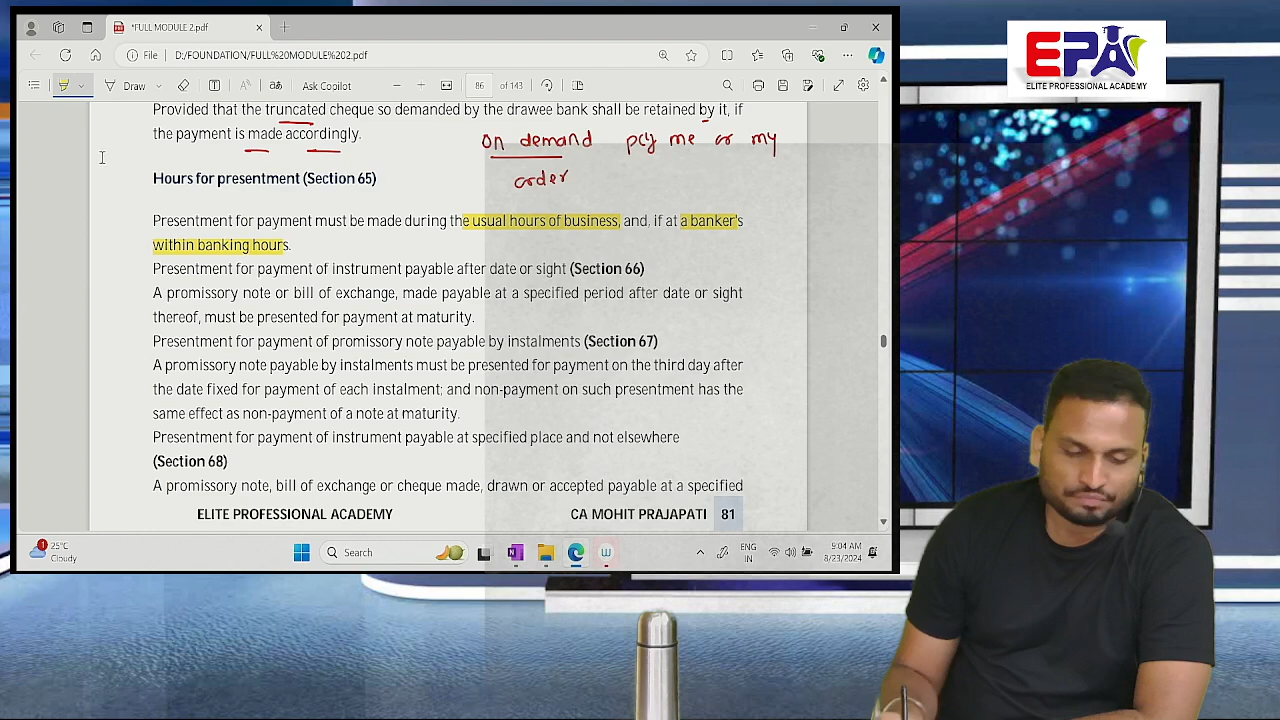 *FULL MODULE 2.pdf
File
86 of 143
Draw
Ask Copilot
Provided that the truncated cheque so demanded by the drawee bank shall be retained by it, if
the payment is made accordingly.
on demand pay me or my
order
Hours for presentment (Section 65)
Presentment for payment must be made during the usual hours of business, and, if at a banker's
within banking hours.
Presentment for payment of instrument payable after date or sight (Section 66)
A promissory note or bill of exchange, made payable at a specified period after date or sight
thereof, must be presented for payment at maturity.
Presentment for payment of promissory note payable by instalments (Section 67)
A promissory note payable by instalments must be presented for payment on the third day after
the date fixed for payment of each instalment; and non-payment on such presentment has the
same effect as non-payment of a note at maturity.
Presentment for payment of instrument payable at specified place and not elsewhere
(Section 68)
A promissory note, bill of exchange or cheque made, drawn or accepted payable at a specified
ELITE PROFESSIONAL ACADEMY CA MOHIT PRAJAPATI 81
25°C
Cloudy
Search
ENG
IN
9:04 AM
8/23/2024
EPA
ELITE PROFESSIONAL ACADEMY